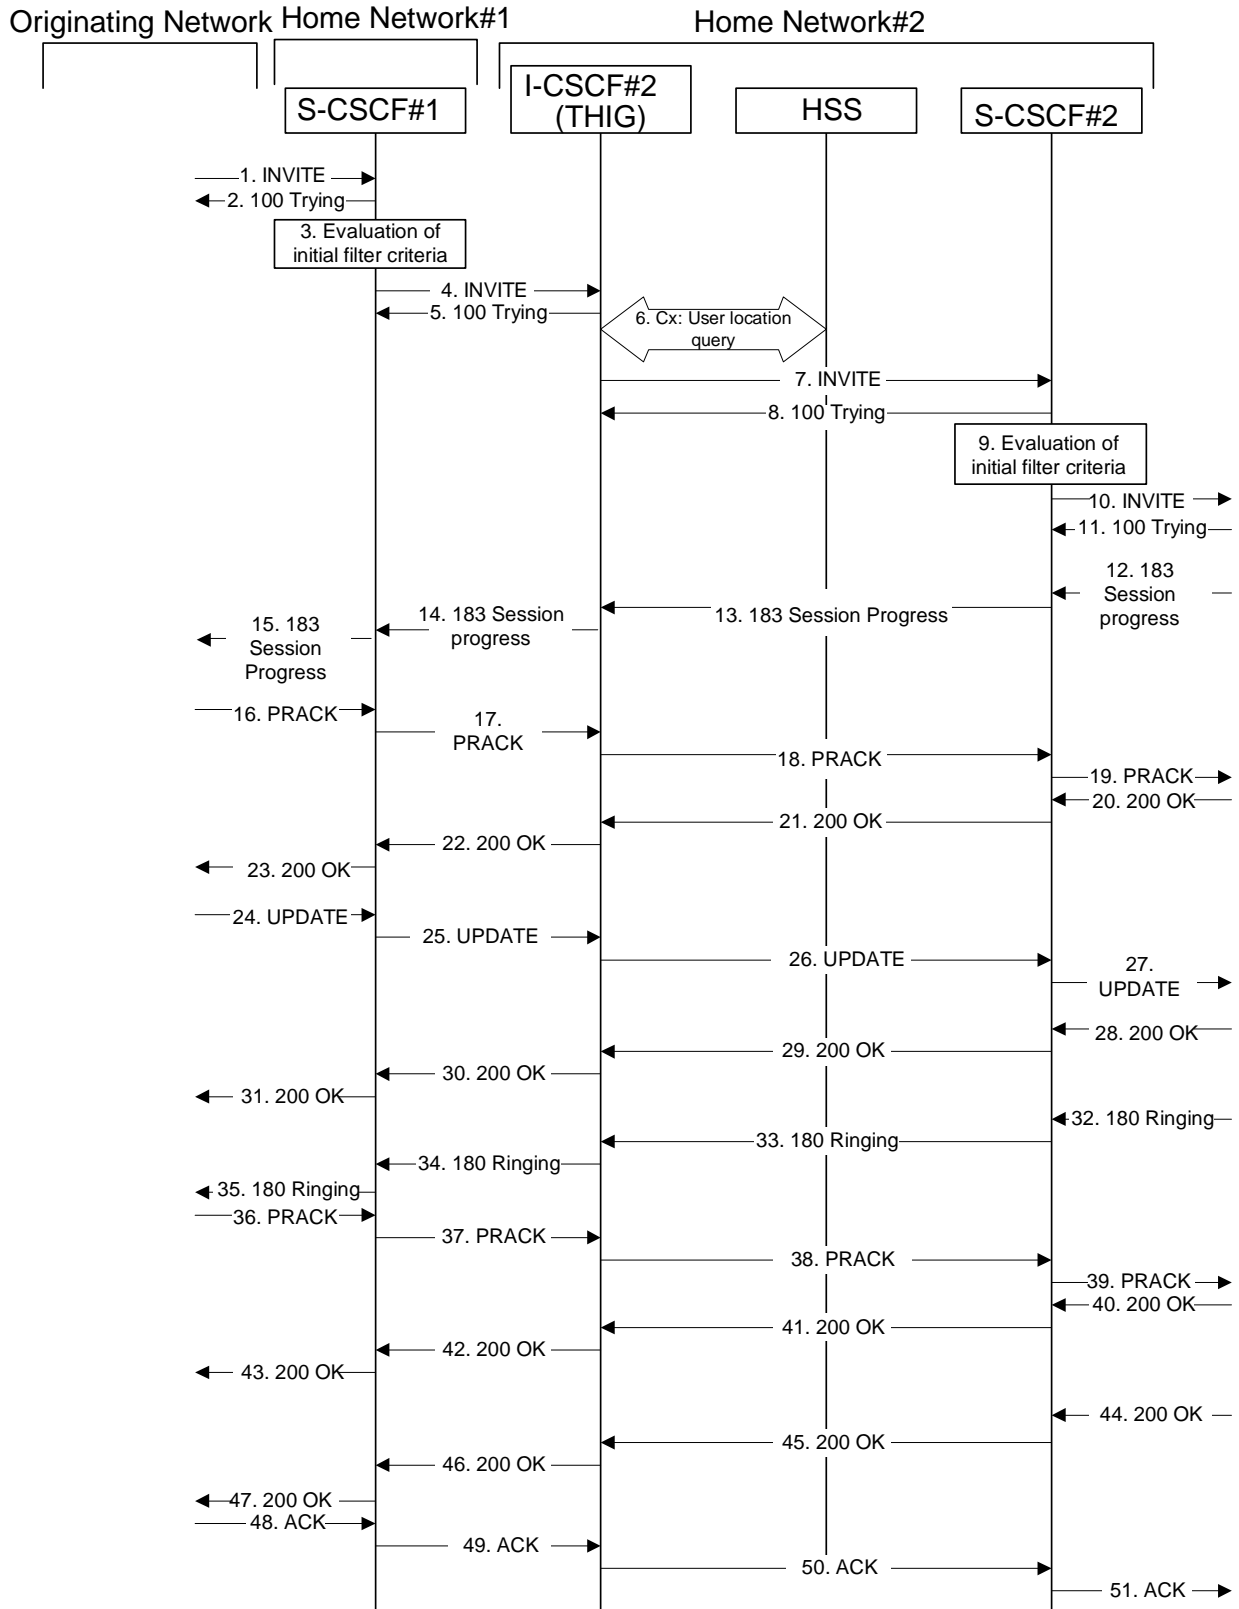 Originating Network
Home Network#1
Home Network#2
S-CSCF#1
I-CSCF#2
(THIG)
HSS
S-CSCF#2
1. INVITE
2. 100 Trying
3. Evaluation of
initial filter criteria
4. INVITE
5. 100 Trying
6. Cx: User location
query
7. INVITE
8. 100 Trying
9. Evaluation of
initial filter criteria
10. INVITE
11. 100 Trying
12. 183
Session
progress
13. 183 Session Progress
14. 183 Session
progress
15. 183
Session
Progress
16. PRACK
17.
PRACK
18. PRACK
19. PRACK
20. 200 OK
21. 200 OK
22. 200 OK
23. 200 OK
24. UPDATE
25. UPDATE
26. UPDATE
27.
UPDATE
28. 200 OK
29. 200 OK
30. 200 OK
31. 200 OK
32. 180 Ringing
33. 180 Ringing
34. 180 Ringing
35. 180 Ringing
36. PRACK
37. PRACK
38. PRACK
39. PRACK
40. 200 OK
41. 200 OK
42. 200 OK
43. 200 OK
44. 200 OK
45. 200 OK
46. 200 OK
47. 200 OK
48. ACK
49. ACK
50. ACK
51. ACK